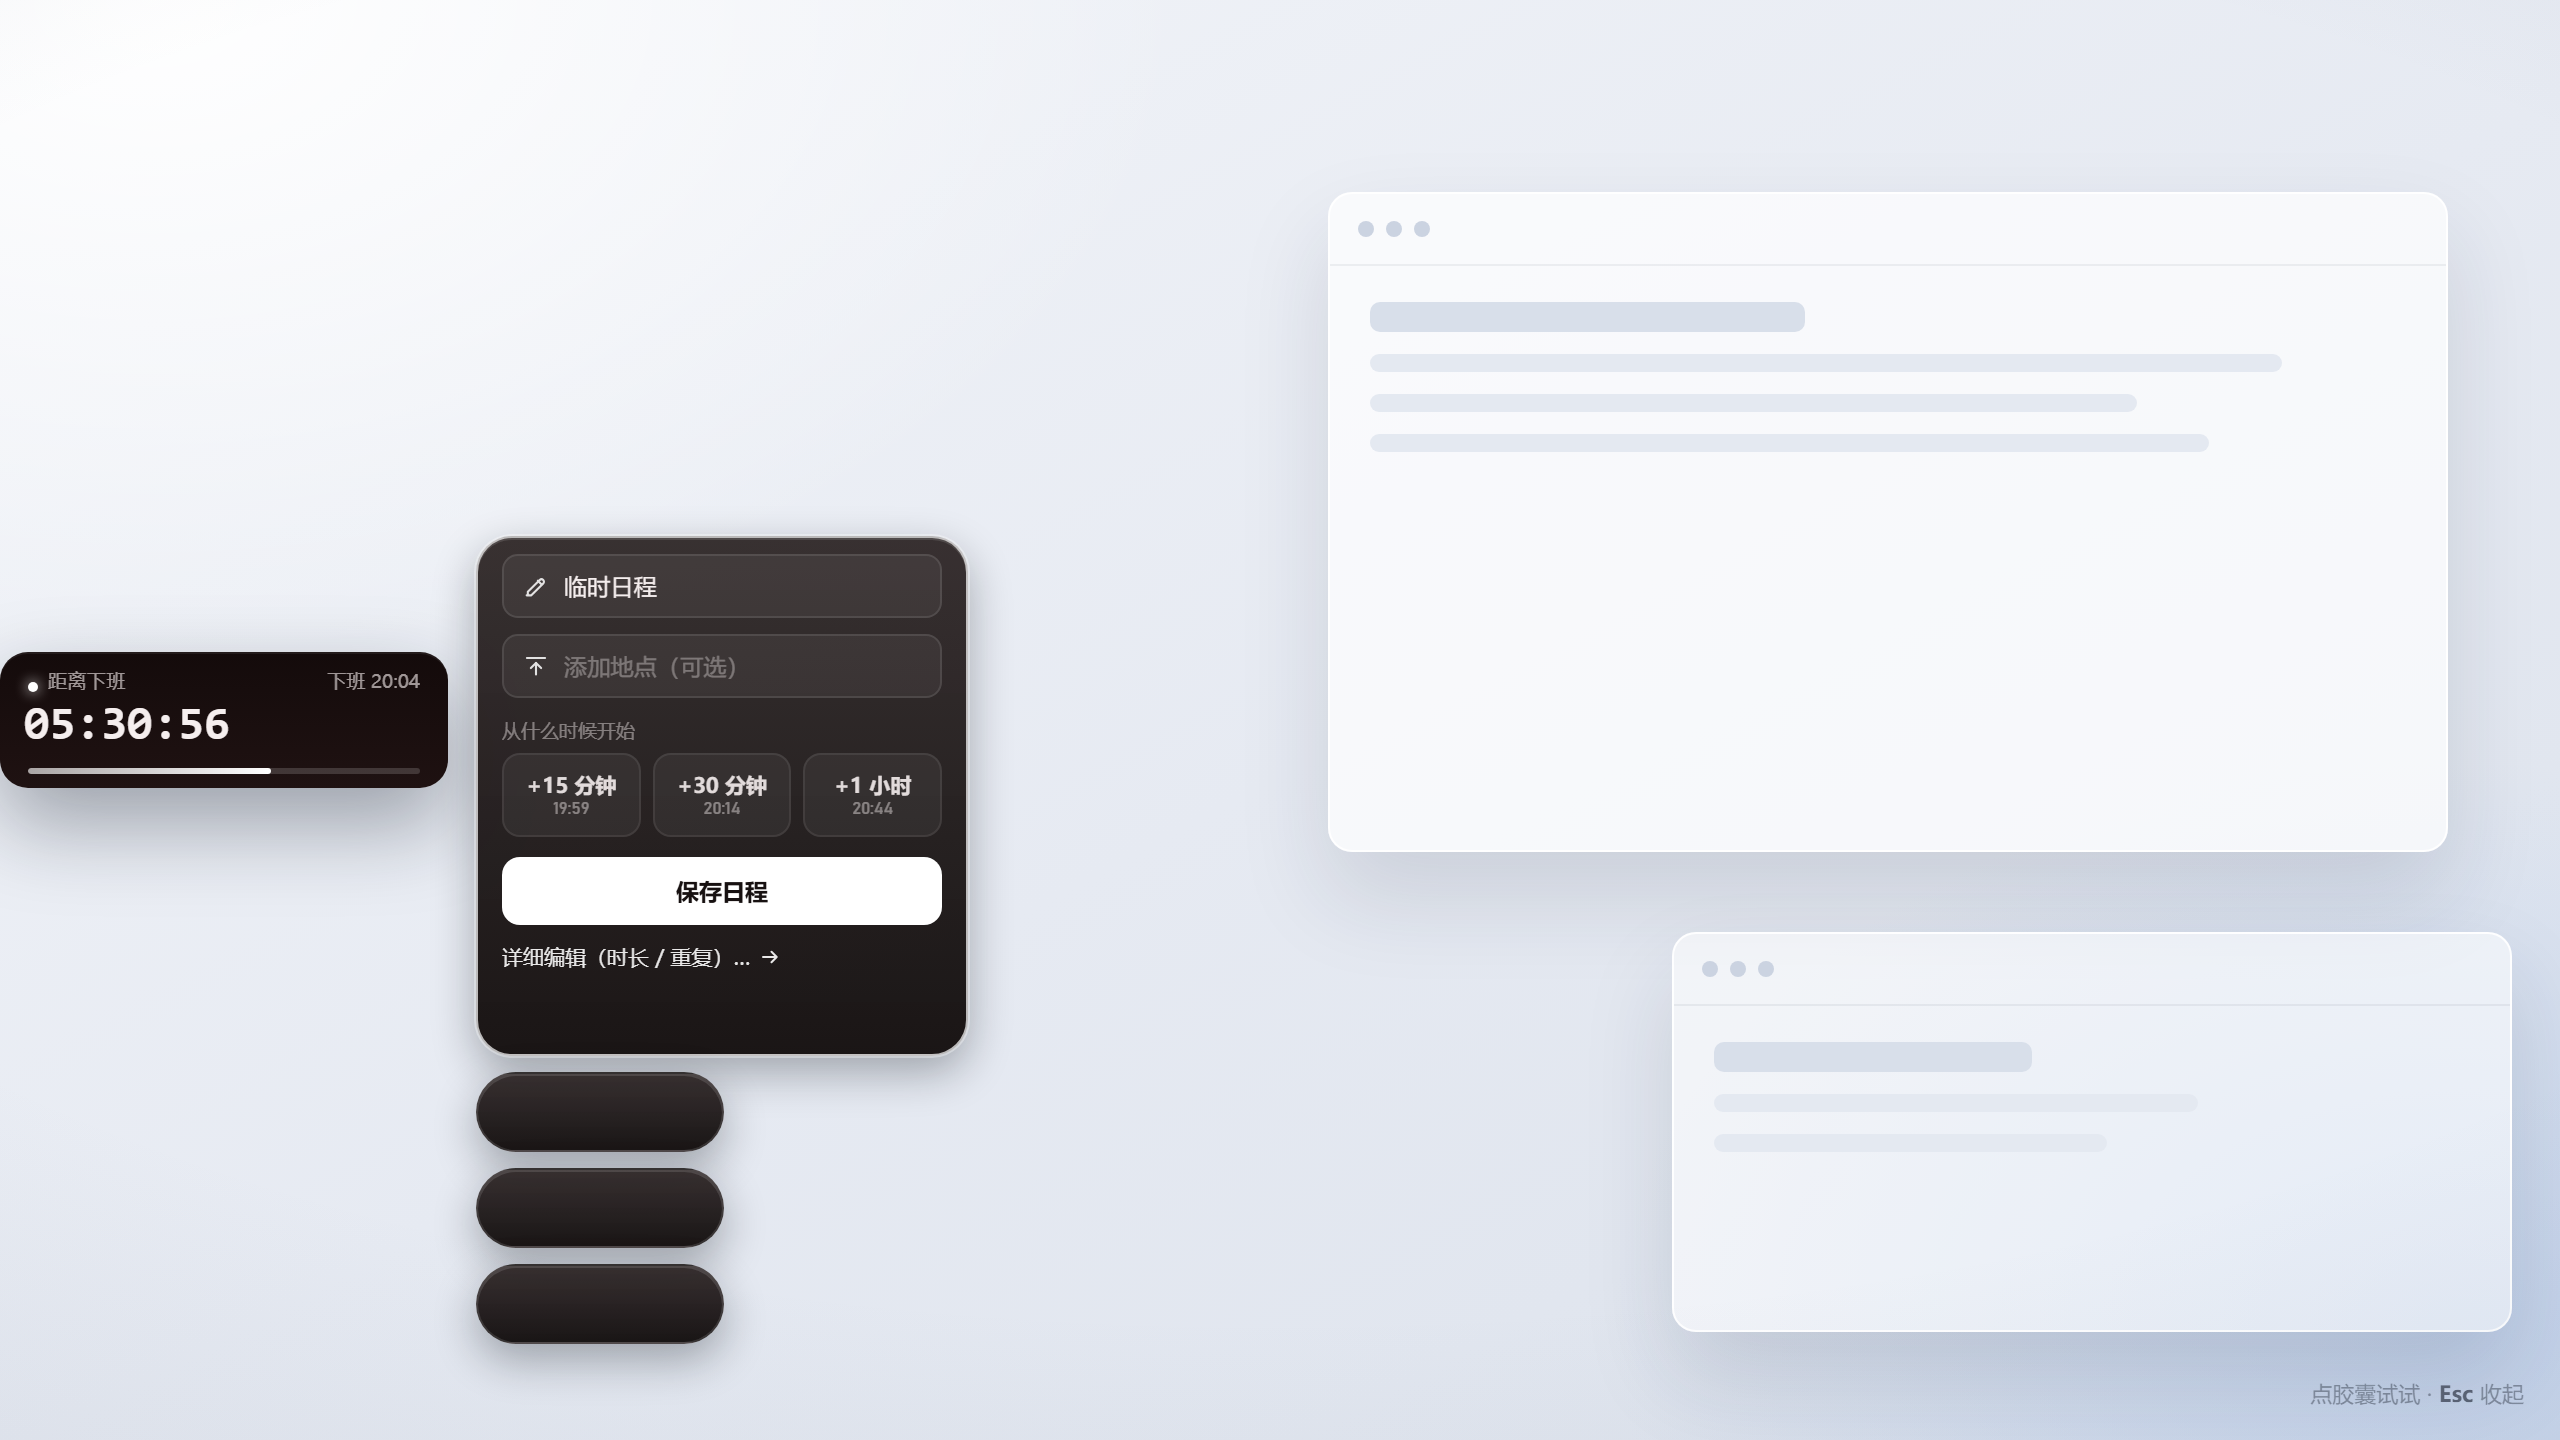 距离下班
下班 20:04
05:30:56
临时日程
添加地点（可选）
从什么时候开始
+15 分钟
19:59
+30 分钟
20:14
+1 小时
20:44
保存日程
详细编辑（时长 / 重复）... →
点胶囊试试 · Esc 收起